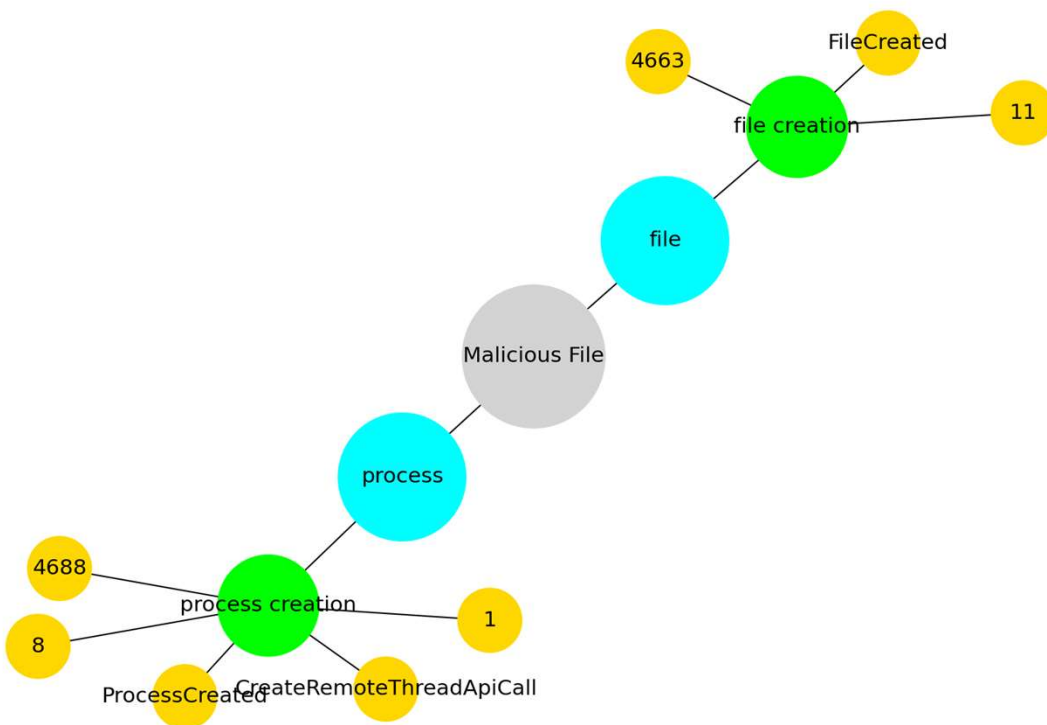 FileCreated
4663
11
file creation
file
Malicious File
process
4688
process creation
1
8
CreateRemoteThreadApiCall
ProcessCreated